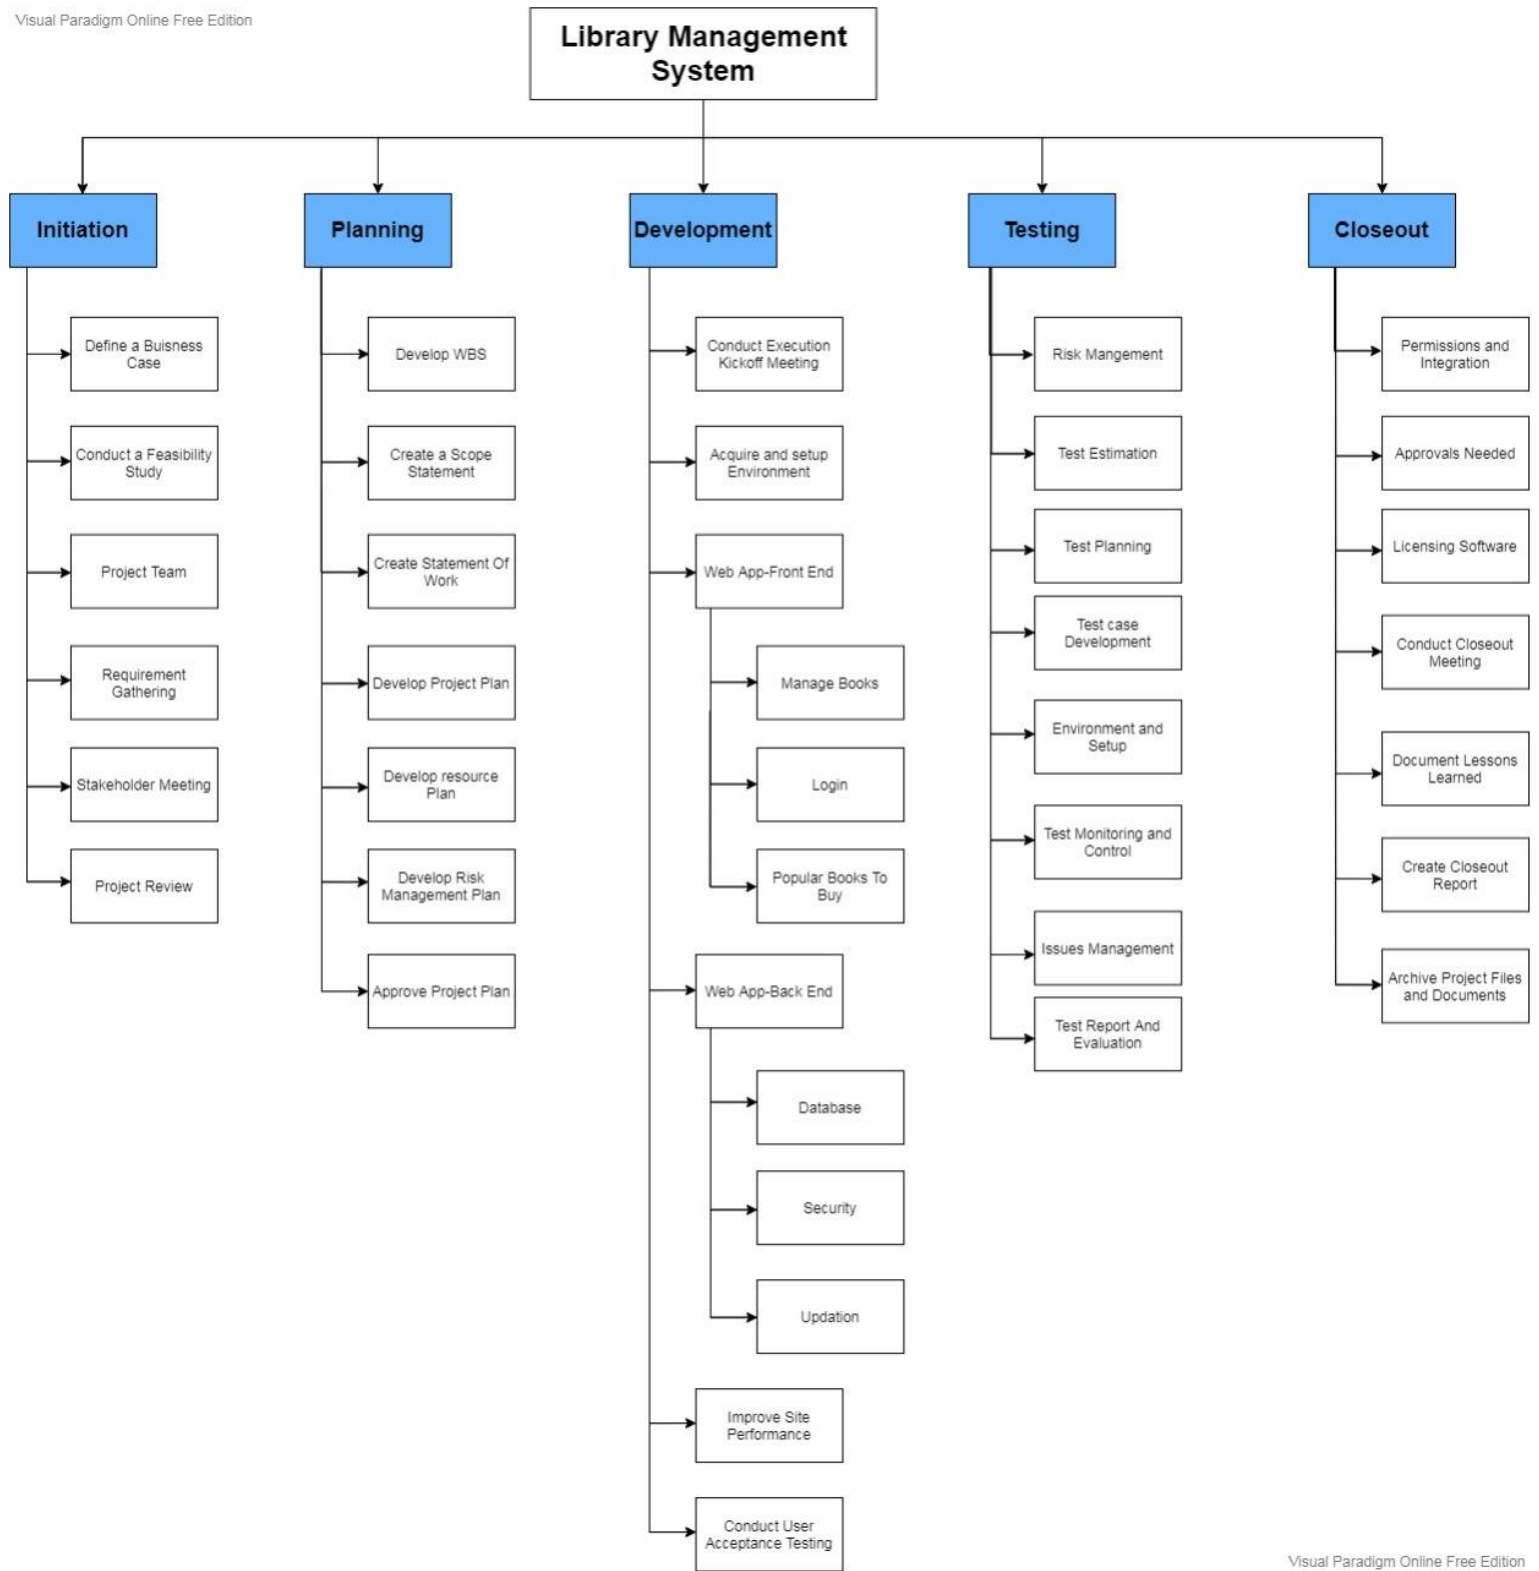 Visual Paradigm Online Free Edition
Library Management
System
Initiation
Planning
Development
Testing
Closeout
Define a Buisness
Case
Conduct a Feasibility
Study
Project Team
Requirement
Gathering
Stakeholder Meeting
Project Review
Develop WBS
Create a Scope
Statement
Create Statement Of
Work
Develop Project Plan
Develop resource
Plan
Develop Risk
Management Plan
Approve Project Plan
Conduct Execution
Kickoff Meeting
Acquire and setup
Environment
Web App-Front End
Manage Books
Login
Popular Books To
Buy
Web App-Back End
Database
Security
Updation
Improve Site
Performance
Conduct User
Acceptance Testing
Risk Mangement
Test Estimation
Test Planning
Test case
Development
Environment and
Setup
Test Monitoring and
Control
Issues Management
Test Report And
Evaluation
Permissions and
Integration
Approvals Needed
Licensing Software
Conduct Closeout
Meeting
Document Lessons
Learned
Create Closeout
Report
Archive Project Files
and Documents
Visual Paradigm Online Free Edition